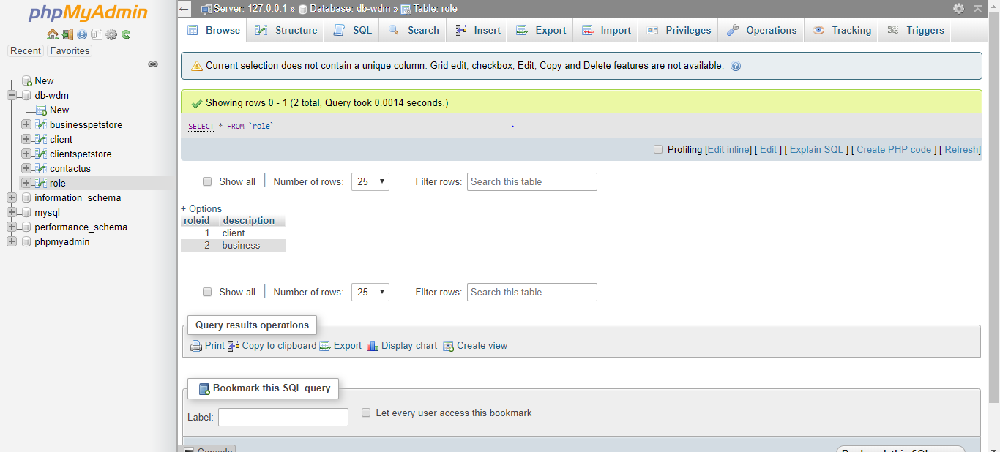 phpMyAdmin
Recent Favorites
New
db-wdm
New
businesspetstore
client
clientspetstore
contactus
role
information_schema
mysql
performance_schema
phpmyadmin
Server: 127.0.0.1 » Database: db-wdm » Table: role
Browse Structure SQL Search Insert Export Import Privileges Operations Tracking Triggers
Current selection does not contain a unique column. Grid edit, checkbox, Edit, Copy and Delete features are not available.
Showing rows 0 - 1 (2 total, Query took 0.0014 seconds.)
SELECT * FROM `role`
Profiling [Edit inline] [ Edit ] [ Explain SQL ] [ Create PHP code ] [ Refresh]
Show all Number of rows: 25 Filter rows: Search this table
+ Options
roleid description
1 client
2 business
Show all Number of rows: 25 Filter rows: Search this table
Query results operations
Print Copy to clipboard Export Display chart Create view
Bookmark this SQL query
Label: Let every user access this bookmark
Console